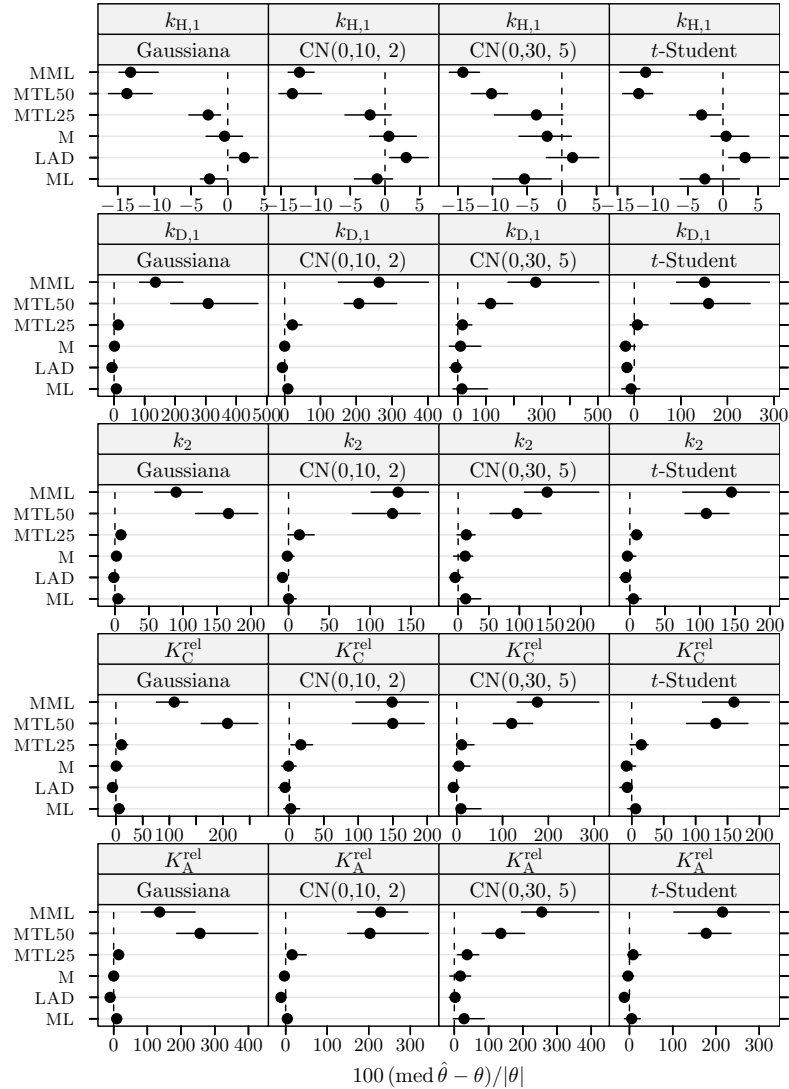 k_H,1 k_H,1 k_H,1 k_H,1
Gaussiana CN(0,10, 2) CN(0,30, 5) t-Student
MML
MTL50
MTL25
M
LAD
ML
−15 −10 −5 0 5 −15 −10 −5 0 5 −15 −10 −5 0 5 −15 −10 −5 0 5
k_D,1 k_D,1 k_D,1 k_D,1
Gaussiana CN(0,10, 2) CN(0,30, 5) t-Student
MML
MTL50
MTL25
M
LAD
ML
0 100 200 300 400 500 0 100 200 300 400 0 100 300 500 0 100 200 300
k_2 k_2 k_2 k_2
Gaussiana CN(0,10, 2) CN(0,30, 5) t-Student
MML
MTL50
MTL25
M
LAD
ML
0 50 100 150 200 0 50 100 150 0 50 100 150 200 0 50 100 150 200
K_C^rel K_C^rel K_C^rel K_C^rel
Gaussiana CN(0,10, 2) CN(0,30, 5) t-Student
MML
MTL50
MTL25
M
LAD
ML
0 50 100 200 0 50 100 150 200 0 100 200 300 0 50 100 150 200
K_A^rel K_A^rel K_A^rel K_A^rel
Gaussiana CN(0,10, 2) CN(0,30, 5) t-Student
MML
MTL50
MTL25
M
LAD
ML
0 100 200 300 400 0 100 200 300 0 100 200 300 400 0 100 200 300
100 (med θ̂ − θ)/|θ|